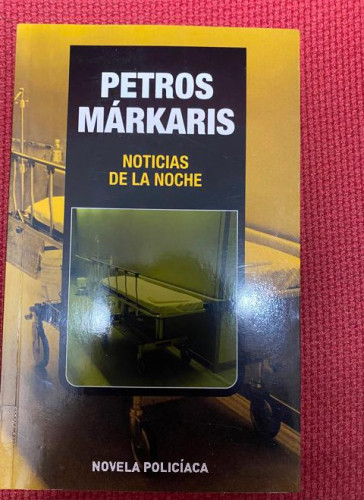 PETROS
MÁRKARIS
NOTICIAS
DE LA NOCHE
NOVELA POLICÍACA